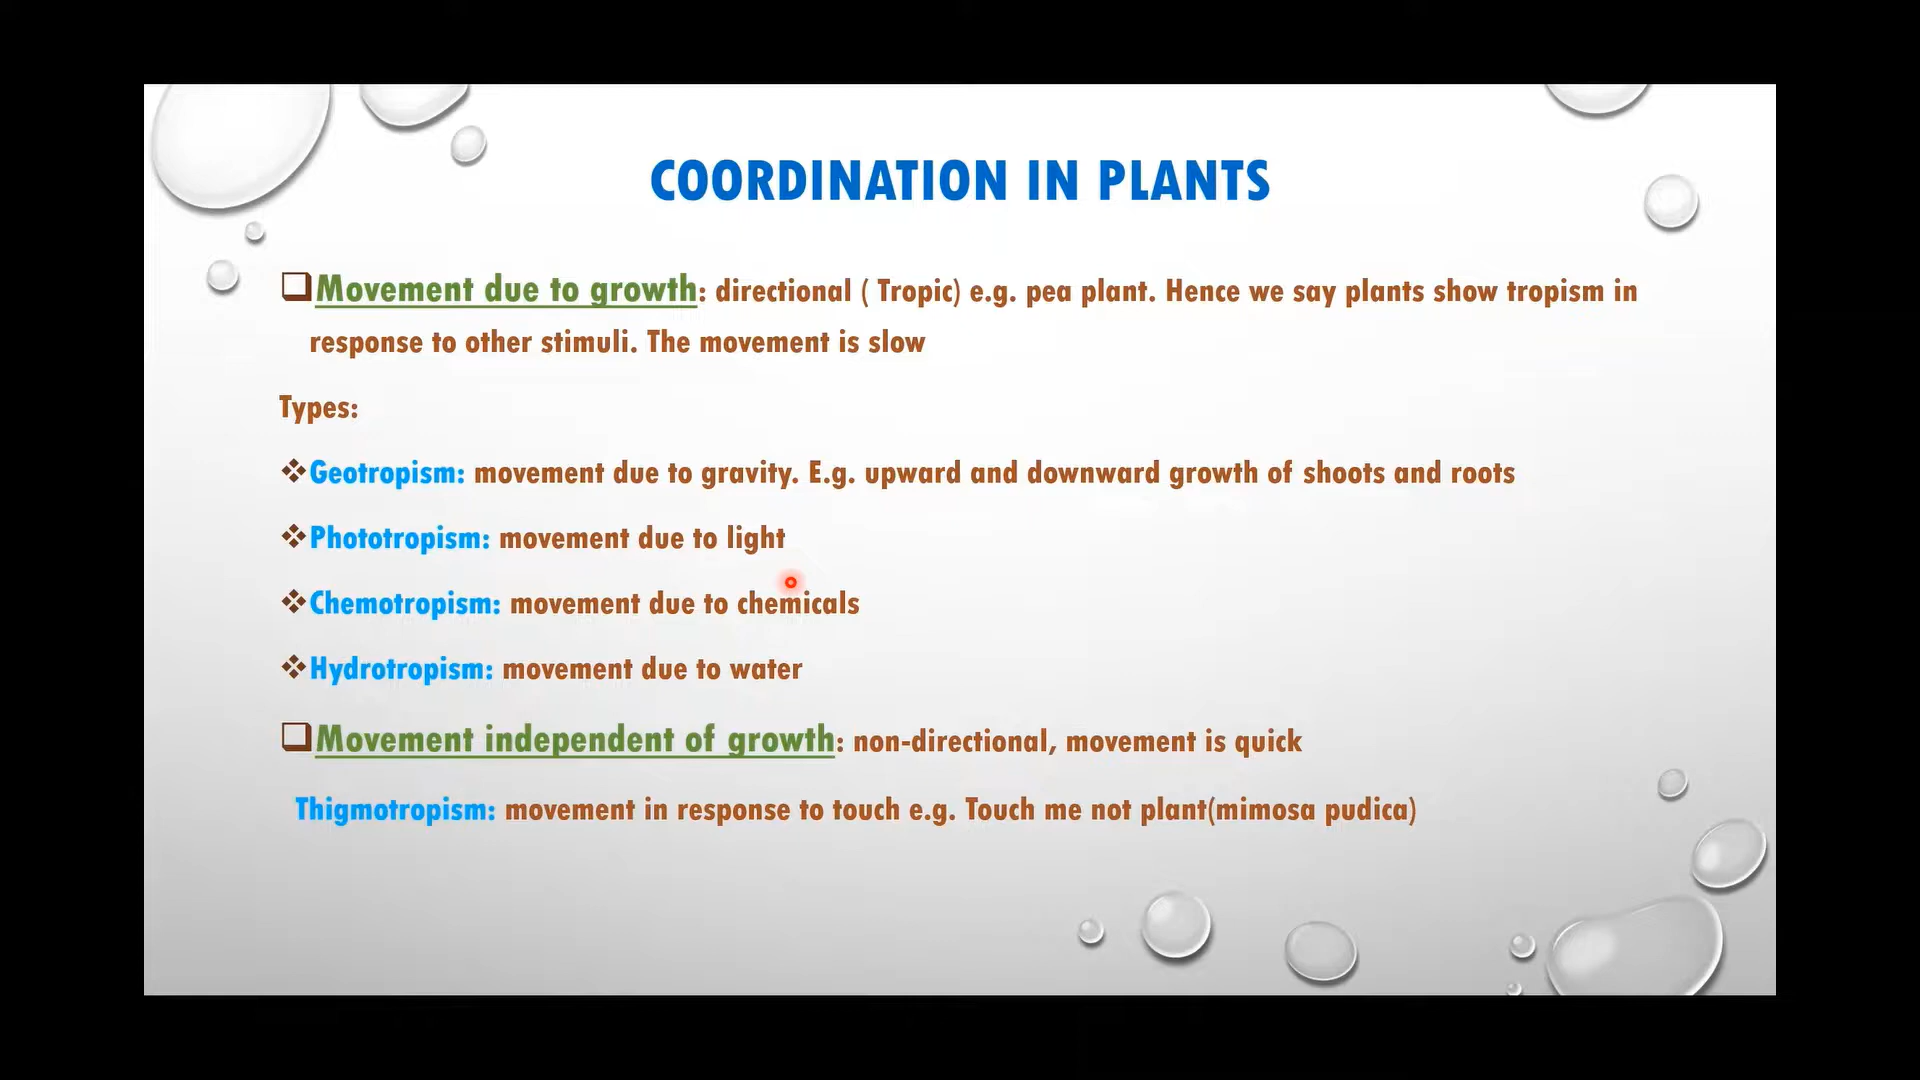 COORDINATION IN PLANTS
Movement due to growth: directional ( Tropic) e.g. pea plant. Hence we say plants show tropism in
response to other stimuli. The movement is slow
Types:
Geotropism: movement due to gravity. E.g. upward and downward growth of shoots and roots
Phototropism: movement due to light
Chemotropism: movement due to chemicals
Hydrotropism: movement due to water
Movement independent of growth: non-directional, movement is quick
Thigmotropism: movement in response to touch e.g. Touch me not plant(mimosa pudica)